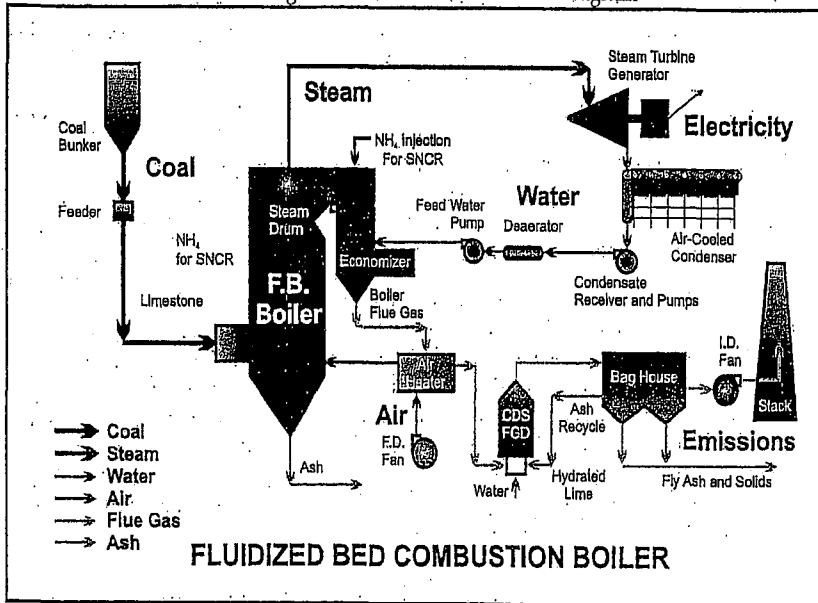 Steam Turbine
Generator
Steam
Electricity
Coal
Bunker
Coal
NH₄ injection
For SNCR
Feeder
Steam
Drum
Water
Feed Water
Pump
Deaerator
Air-Cooled
Condenser
NH₄
for SNCR
Economizer
Condensate
Receiver and Pumps
Limestone
F.B.
Boiler
Boiler
Flue Gas
I.D.
Fan
Air
Heater
Bag House
Stack
CDS
FGD
Ash
Recycle
Air
F.D.
Fan
Emissions
Ash
Water
Hydrated
Lime
Fly Ash and Solids
Coal
Steam
Water
Air
Flue Gas
Ash
FLUIDIZED BED COMBUSTION BOILER